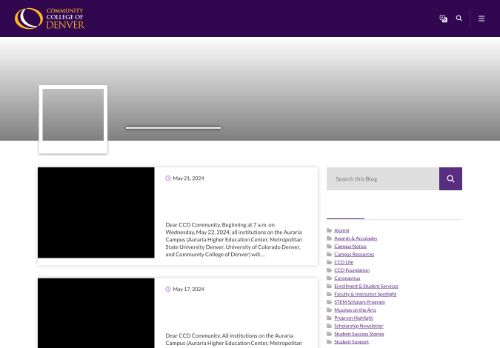 COMMUNITY
COLLEGE OF
DENVER
May 21, 2024
Dear CCD Community, Beginning at 7 a.m. on
Wednesday, May 22, 2024, all institutions on the Auraria
Campus (Auraria Higher Education Center, Metropolitan
State University Denver, University of Colorado Denver,
and Community College of Denver) will ...
May 17, 2024
Dear CCD Community, All institutions on the Auraria
Campus (Auraria Higher Education Center, Metropolitan
Search this Blog
Alumni
Awards & Accolades
Campus Notice
Campus Resources
CCD Life
CCD Foundation
Coronavirus
Enrollment & Student Services
Faculty & Instructor Spotlight
STEM Scholars Program
Musings on the Arts
Program Highlight
Scholarship Newsletter
Student Success Stories
Student Support